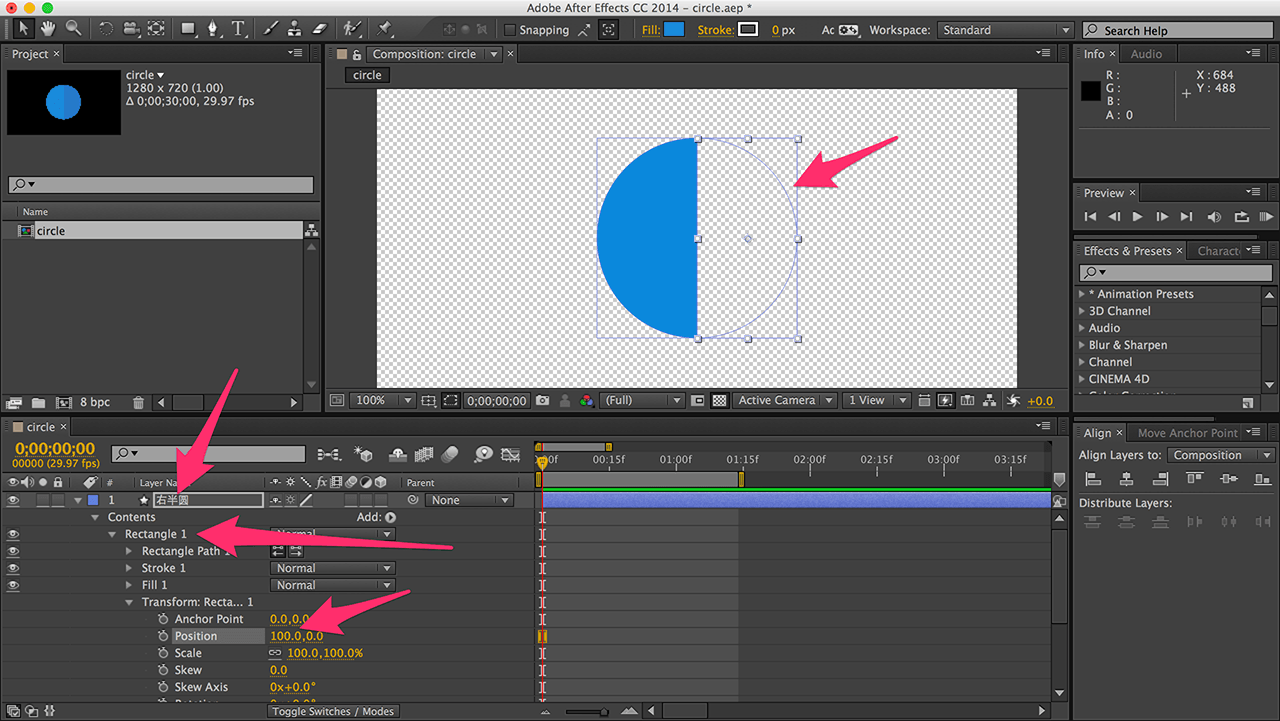 Adobe After Effects CC 2014 – circle.aep *
Snapping
Fill:
Stroke:
0 px
Workspace:
Standard
Search Help
Project ×
circle
1280 x 720 (1.00)
Δ 0;00;30;00, 29.97 fps
Name
circle
8 bpc
Composition: circle
circle
100%
0;00;00;00
(Full)
Active Camera
1 View
+0.0
Info ×
Audio
R :
G :
B :
A : 0
X : 684
Y : 488
Preview ×
Effects & Presets ×
* Animation Presets
3D Channel
Audio
Blur & Sharpen
Channel
CINEMA 4D
circle ×
0;00;00;00
00000 (29.97 fps)
00:15f
01:00f
01:15f
02:00f
02:15f
03:00f
03:15f
#
Parent
1
右半圆
None
Contents
Add:
Rectangle 1
Normal
Rectangle Path 1
Stroke 1
Normal
Fill 1
Normal
Transform: Recta... 1
Anchor Point
0.0,0.0
Position
100.0,0.0
Scale
100.0,100.0%
Skew
0.0
Skew Axis
0x+0.0°
Toggle Switches / Modes
Align ×
Move Anchor Point
Align Layers to:
Composition
Distribute Layers: